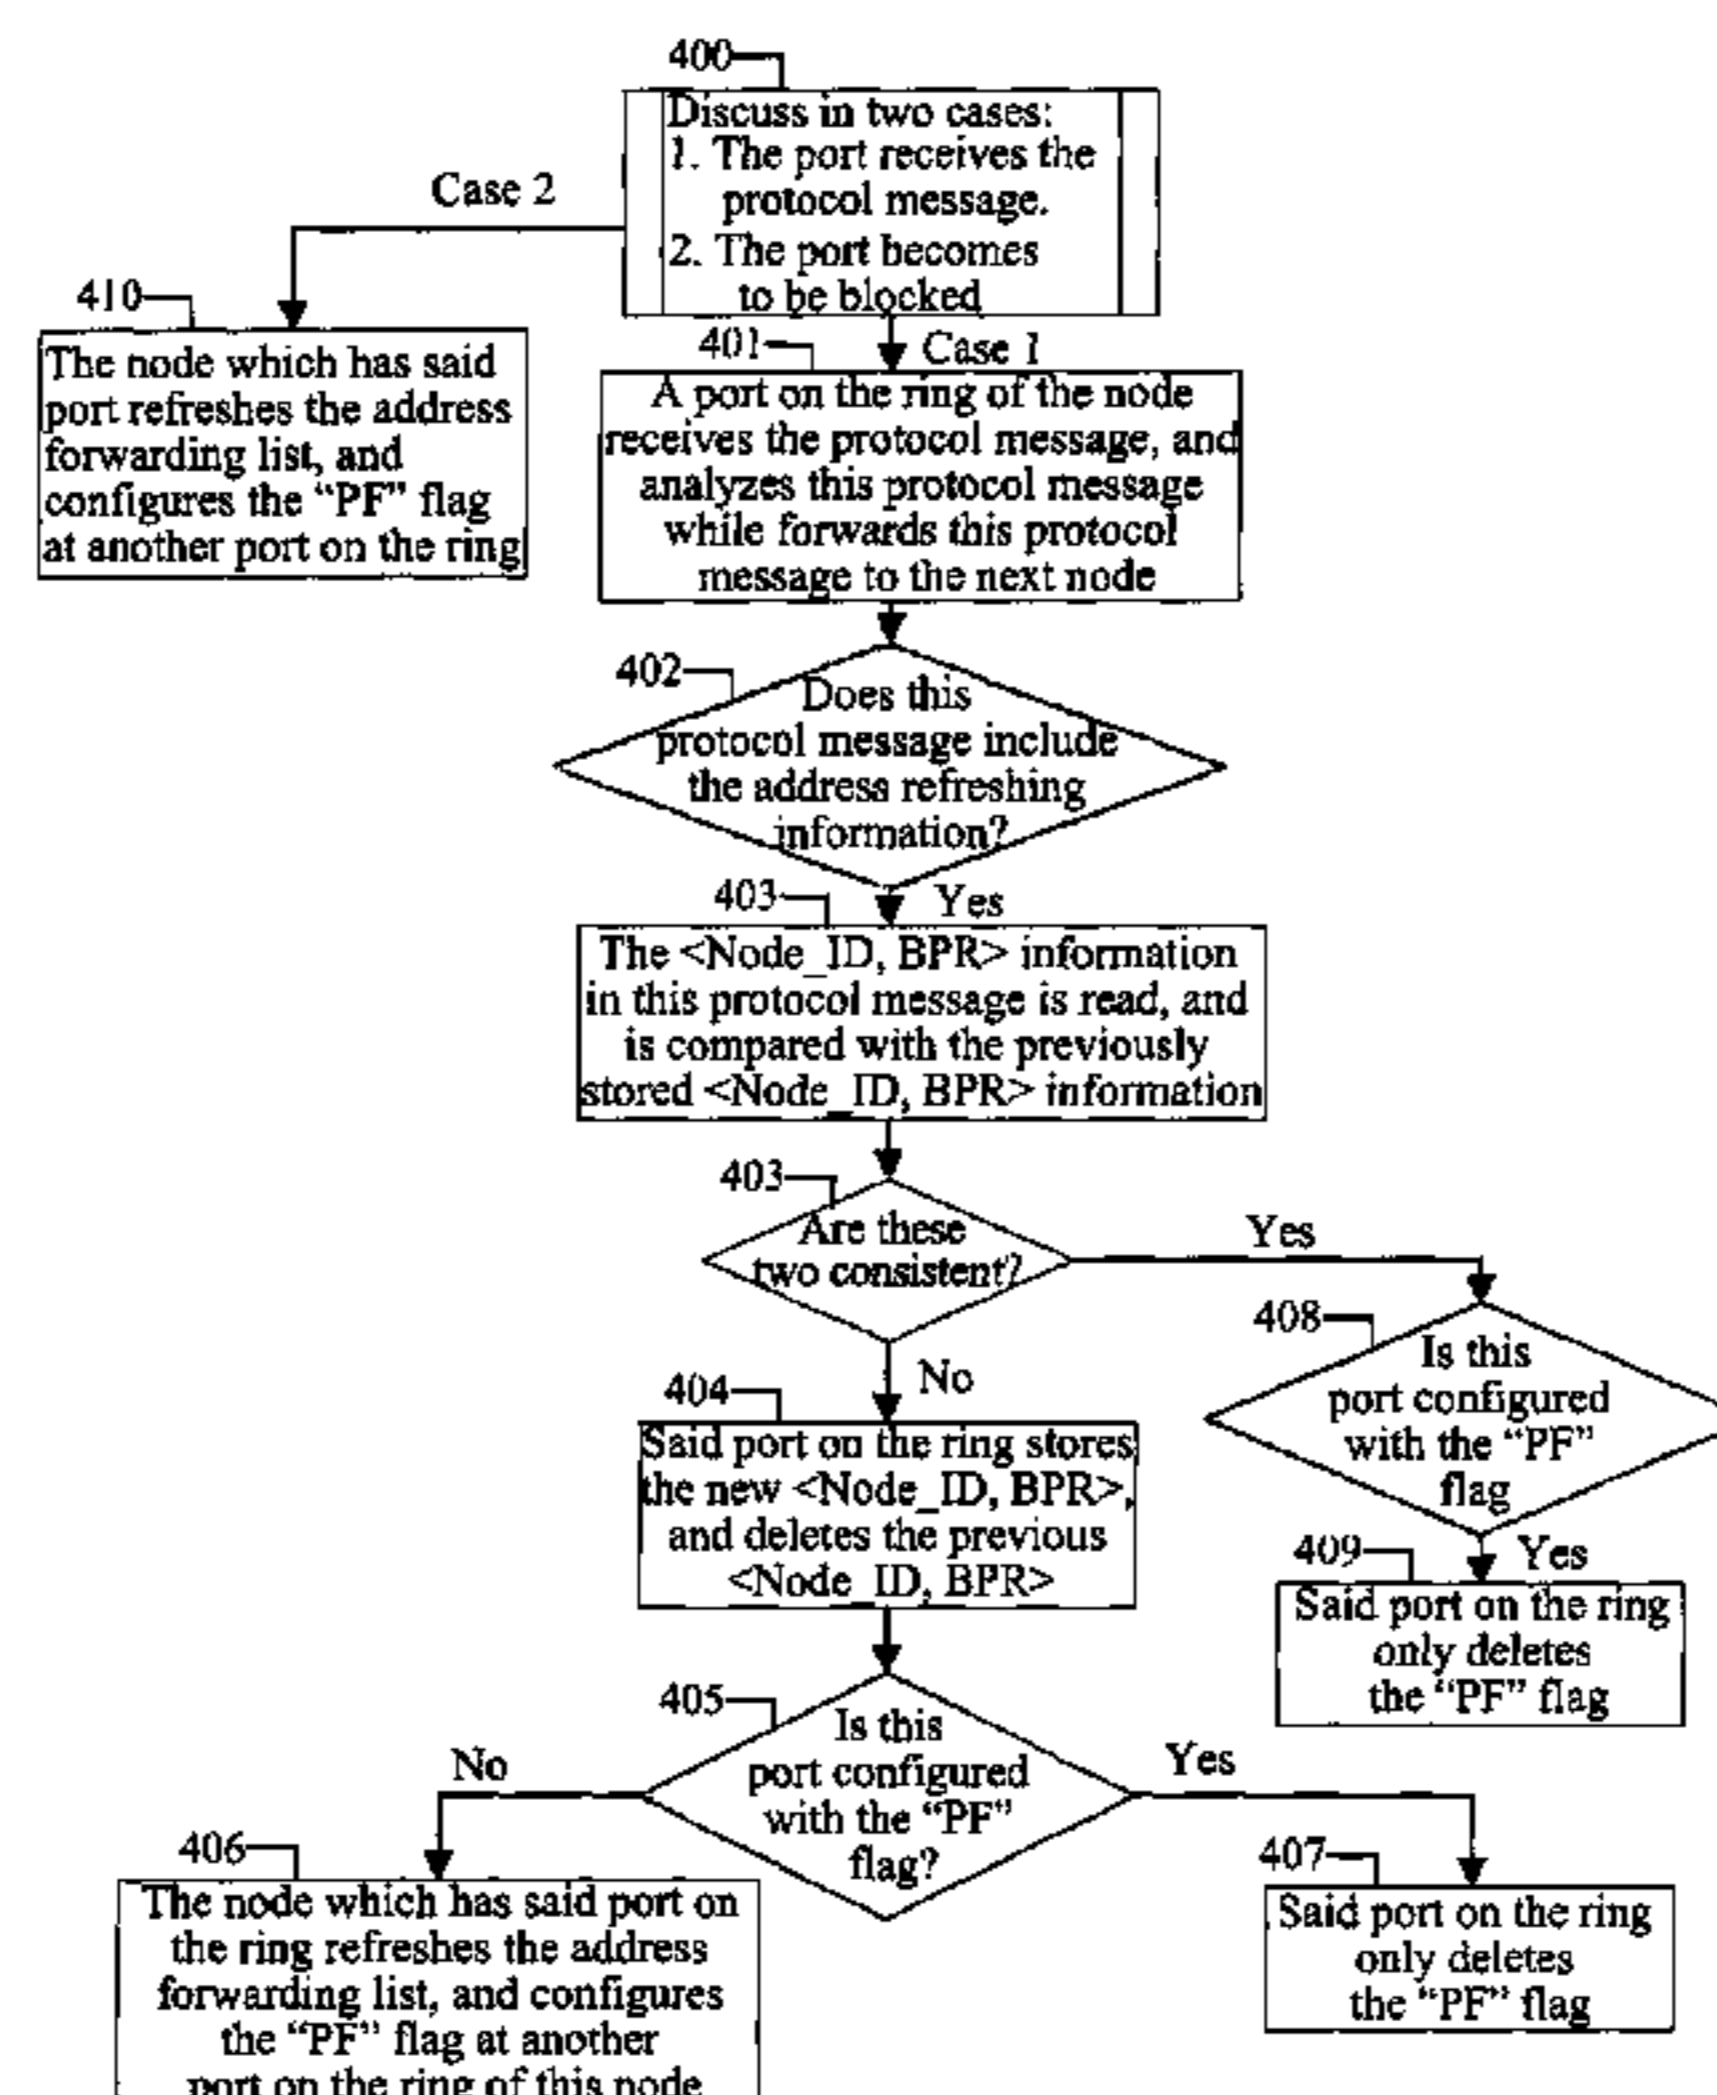 400
Discuss in two cases:
1. The port receives the
protocol message.
2. The port becomes
to be blocked
Case 2
410
The node which has said
port refreshes the address
forwarding list, and
configures the “PF” flag
at another port on the ring
401
Case 1
A port on the ring of the node
receives the protocol message, and
analyzes this protocol message
while forwards this protocol
message to the next node
402
Does this
protocol message include
the address refreshing
information?
403
Yes
The <Node_ID, BPR> information
in this protocol message is read, and
is compared with the previously
stored <Node_ID, BPR> information
403
Are these
two consistent?
Yes
408
Is this
port configured
with the “PF”
flag
409
Yes
Said port on the ring
only deletes
the “PF” flag
No
404
Said port on the ring stores
the new <Node_ID, BPR>,
and deletes the previous
<Node_ID, BPR>
405
Is this
port configured
with the “PF”
flag?
No
406
The node which has said port on
the ring refreshes the address
forwarding list, and configures
the “PF” flag at another
port on the ring of this node
Yes
407
Said port on the ring
only deletes
the “PF” flag